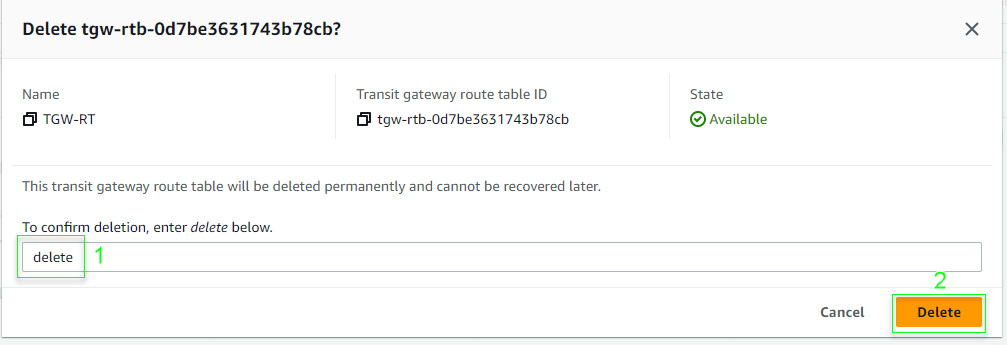 Delete tgw-rtb-0d7be3631743b78cb?
Name
TGW-RT
Transit gateway route table ID
tgw-rtb-0d7be3631743b78cb
State
Available
This transit gateway route table will be deleted permanently and cannot be recovered later.
To confirm deletion, enter delete below.
delete 1
2
Cancel Delete